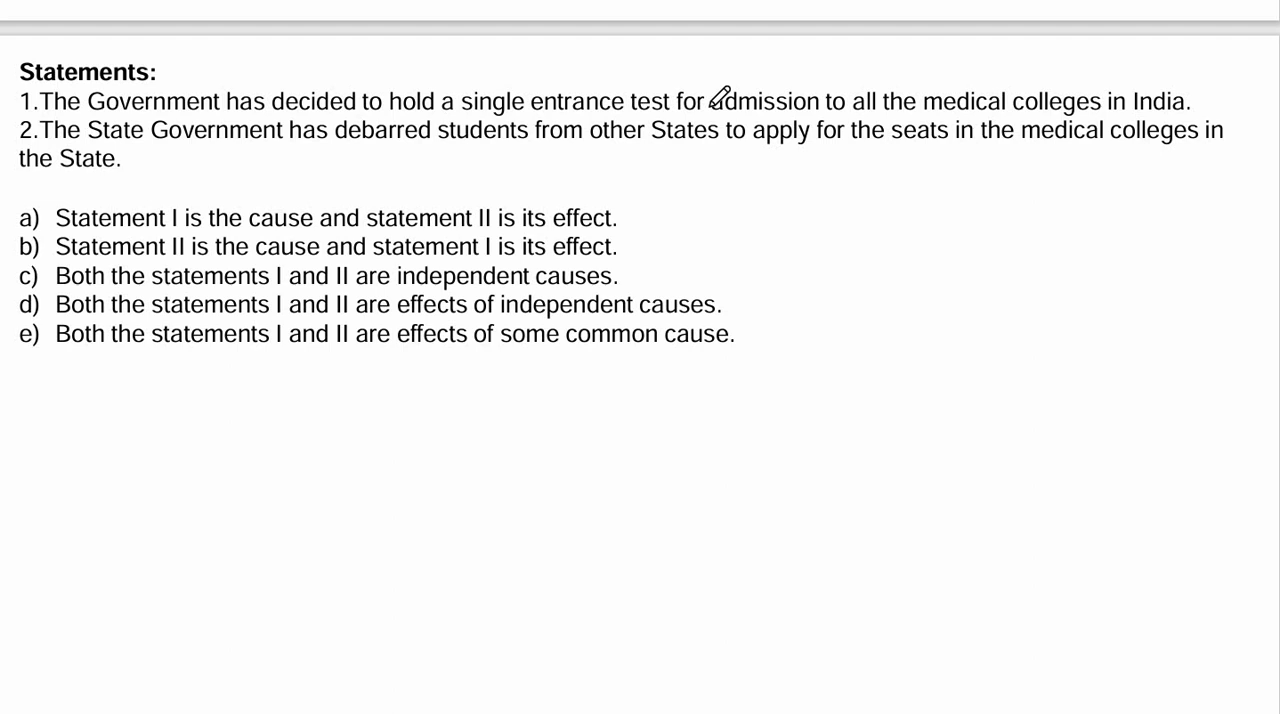 Statements:
1.The Government has decided to hold a single entrance test for admission to all the medical colleges in India.
2.The State Government has debarred students from other States to apply for the seats in the medical colleges in
the State.
a) Statement I is the cause and statement II is its effect.
b) Statement II is the cause and statement I is its effect.
c) Both the statements I and II are independent causes.
d) Both the statements I and II are effects of independent causes.
e) Both the statements I and II are effects of some common cause.